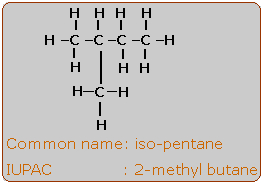 H H H H
H –C–C–C–C–H
H H H
H–C–H
H
Common name: iso-pentane
IUPAC : 2-methyl butane